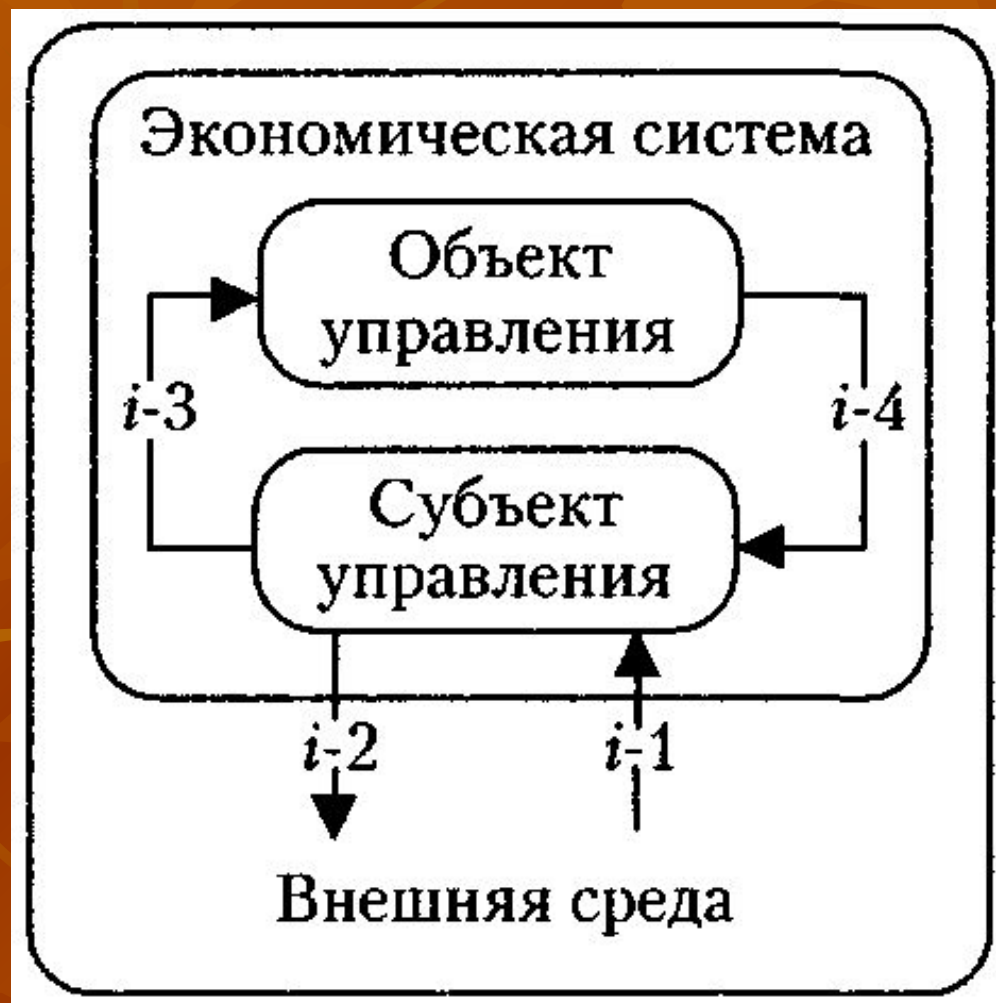 Экономическая система
Объект
управления
i-3
i-4
Субъект
управления
i-2
i-1
Внешняя среда